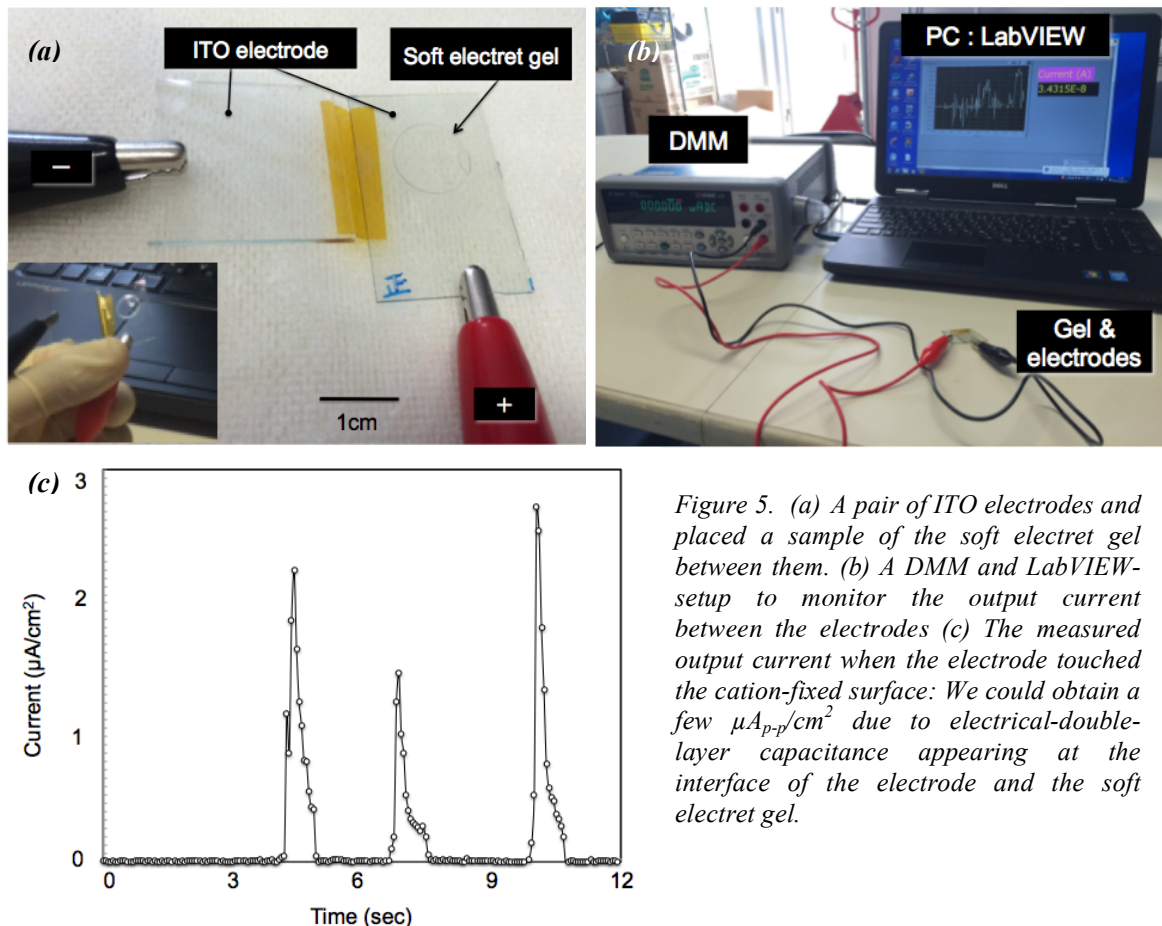 (a)
ITO electrode
Soft electret gel
−
+
1cm
正
(b)
PC : LabVIEW
Current (A)
3.4315E-8
DMM
DELL
Gel &
electrodes
(c)
Current (µA/cm²)
3
2
1
0
0 3 6 9 12
Time (sec)
Figure 5. (a) A pair of ITO electrodes and
placed a sample of the soft electret gel
between them. (b) A DMM and LabVIEW-
setup to monitor the output current
between the electrodes (c) The measured
output current when the electrode touched
the cation-fixed surface: We could obtain a
few µAp-p/cm² due to electrical-double-
layer capacitance appearing at the
interface of the electrode and the soft
electret gel.